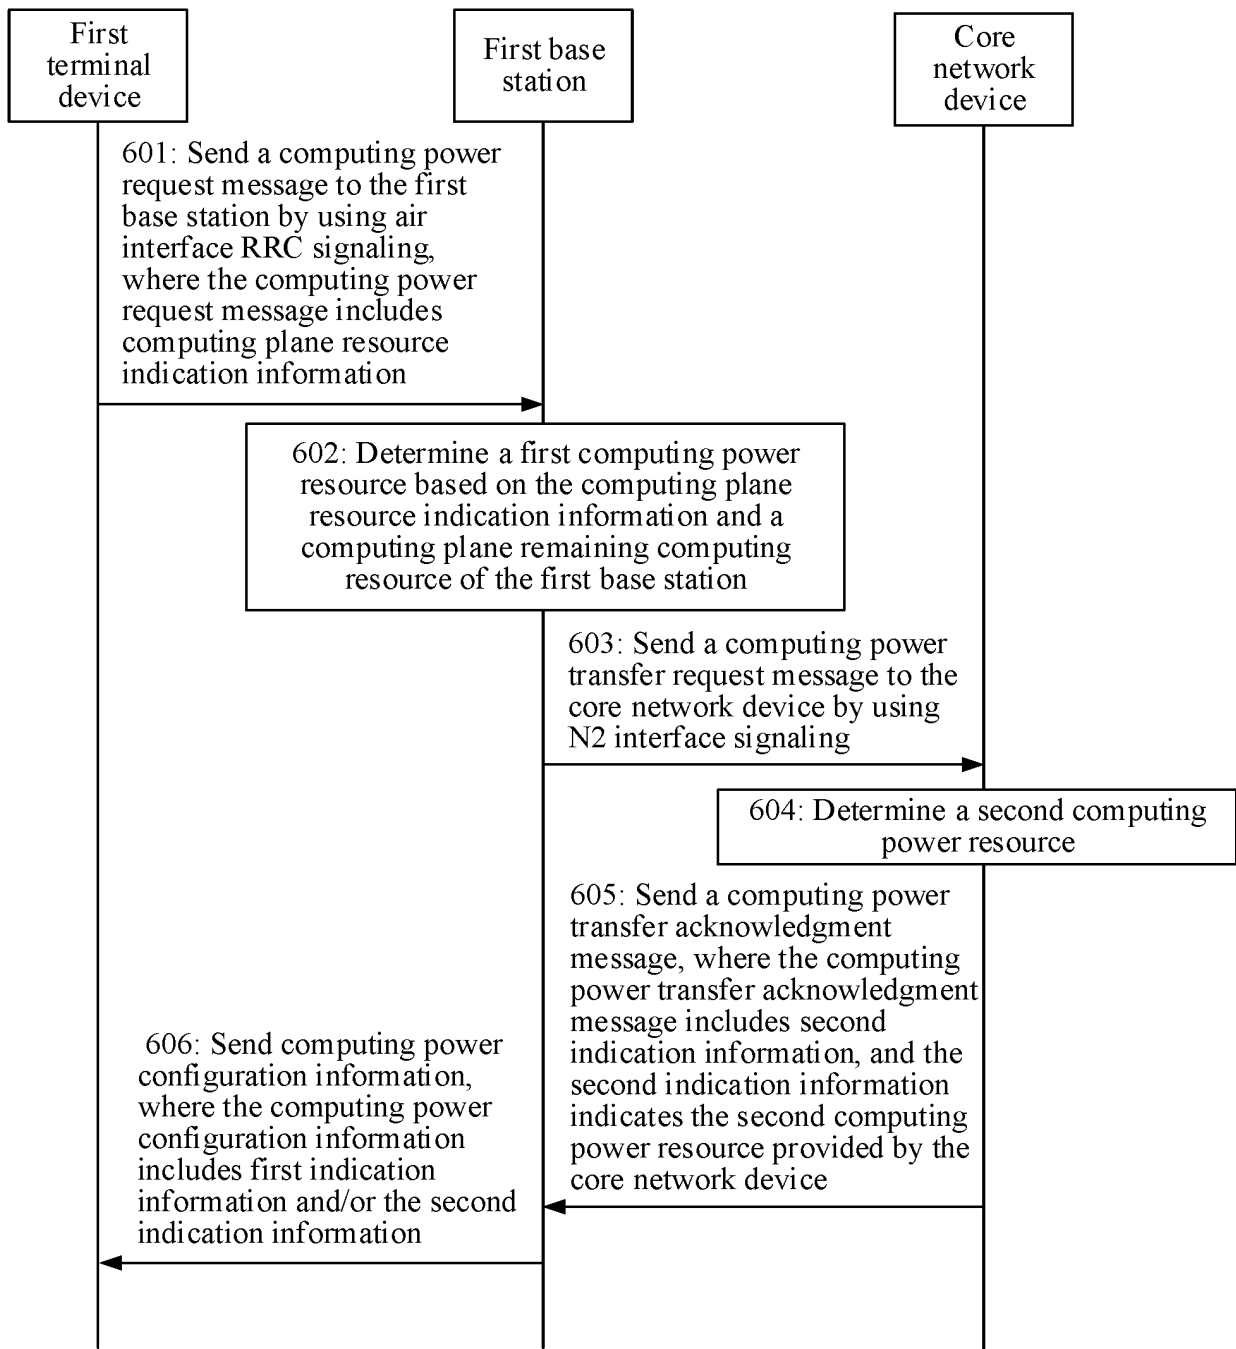 First
terminal
device
First base
station
Core
network
device
601: Send a computing power
request message to the first
base station by using air
interface RRC signaling,
where the computing power
request message includes
computing plane resource
indication information
602: Determine a first computing power
resource based on the computing plane
resource indication information and a
computing plane remaining computing
resource of the first base station
603: Send a computing power
transfer request message to the
core network device by using
N2 interface signaling
604: Determine a second computing
power resource
605: Send a computing power
transfer acknowledgment
message, where the computing
power transfer acknowledgment
message includes second
indication information, and the
second indication information
indicates the second computing
power resource provided by the
core network device
606: Send computing power
configuration information,
where the computing power
configuration information
includes first indication
information and/or the second
indication information